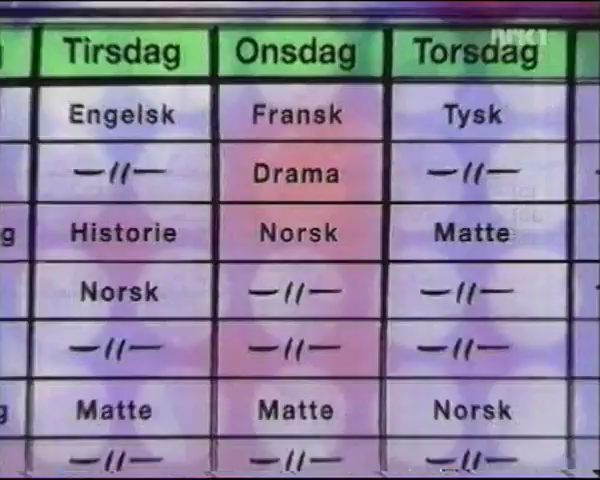 g Tirsdag Onsdag Torsdag
nrk1
Engelsk Fransk Tysk
—//— Drama —//—
g Historie Norsk Matte
Norsk —//— —//—
—//— —//— —//—
g Matte Matte Norsk
—//— —//— —//—